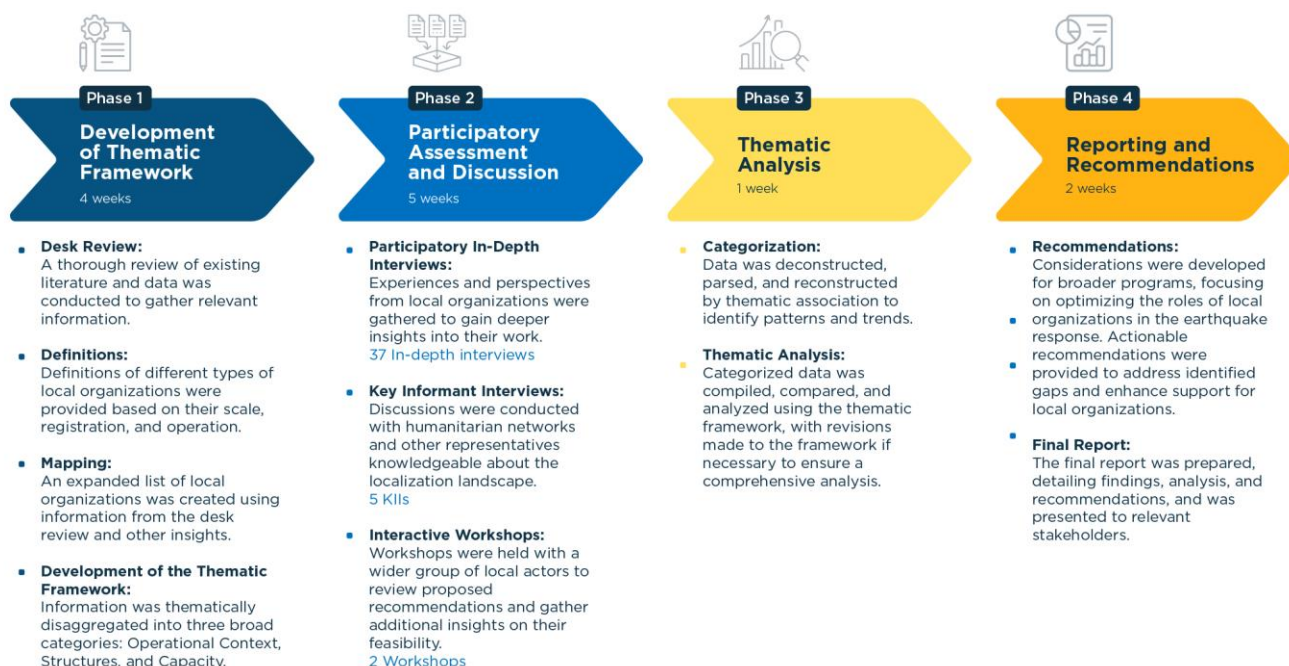 Phase 1
Development
of Thematic
Framework
4 weeks
Desk Review:
A thorough review of existing
literature and data was
conducted to gather relevant
information.
Definitions:
Definitions of different types of
local organizations were
provided based on their scale,
registration, and operation.
Mapping:
An expanded list of local
organizations was created using
information from the desk
review and other insights.
Development of the Thematic
Framework:
Information was thematically
disaggregated into three broad
categories: Operational Context,
Structures, and Capacity.
Phase 2
Participatory
Assessment
and Discussion
5 weeks
Participatory In-Depth
Interviews:
Experiences and perspectives
from local organizations were
gathered to gain deeper
insights into their work.
37 In-depth interviews
Key Informant Interviews:
Discussions were conducted
with humanitarian networks
and other representatives
knowledgeable about the
localization landscape.
5 KIIs
Interactive Workshops:
Workshops were held with a
wider group of local actors to
review proposed
recommendations and gather
additional insights on their
feasibility.
2 Workshops
Phase 3
Thematic
Analysis
1 week
Categorization:
Data was deconstructed,
parsed, and reconstructed
by thematic association to
identify patterns and trends.
Thematic Analysis:
Categorized data was
compiled, compared, and
analyzed using the thematic
framework, with revisions
made to the framework if
necessary to ensure a
comprehensive analysis.
Phase 4
Reporting and
Recommendations
2 weeks
Recommendations:
Considerations were developed
for broader programs, focusing
on optimizing the roles of local
organizations in the earthquake
response. Actionable
recommendations were
provided to address identified
gaps and enhance support for
local organizations.
Final Report:
The final report was prepared,
detailing findings, analysis, and
recommendations, and was
presented to relevant
stakeholders.